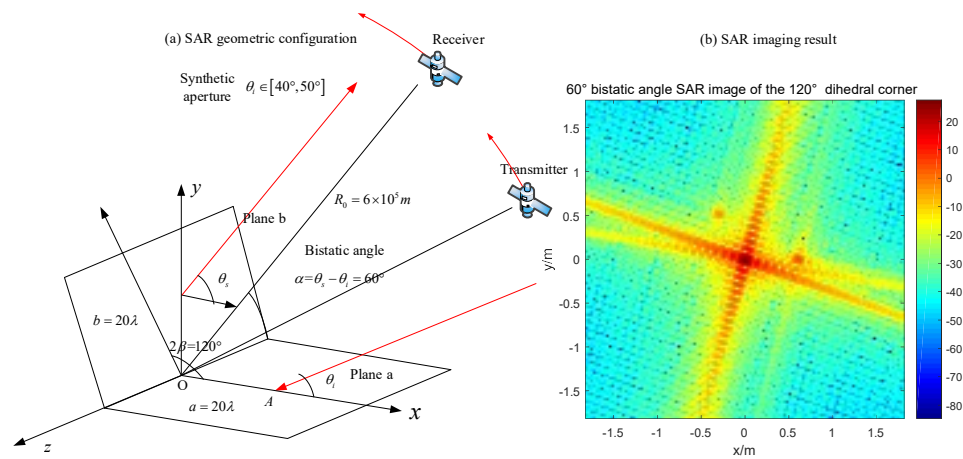 (a) SAR geometric configuration
Receiver
Synthetic
aperture
θᵢ ∈ [40°,50°]
Transmitter
y
R₀ = 6×10⁵ m
Plane b
Bistatic angle
α=θₛ − θᵢ = 60°
θₛ
b = 20λ
2β=120°
O
θᵢ
Plane a
a = 20λ
A
x
z
(b) SAR imaging result
60° bistatic angle SAR image of the 120° dihedral corner
y/m
1.5
1
0.5
0
-0.5
-1
-1.5
-1.5 -1 -0.5 0 0.5 1 1.5
x/m
20
10
0
-10
-20
-30
-40
-50
-60
-70
-80